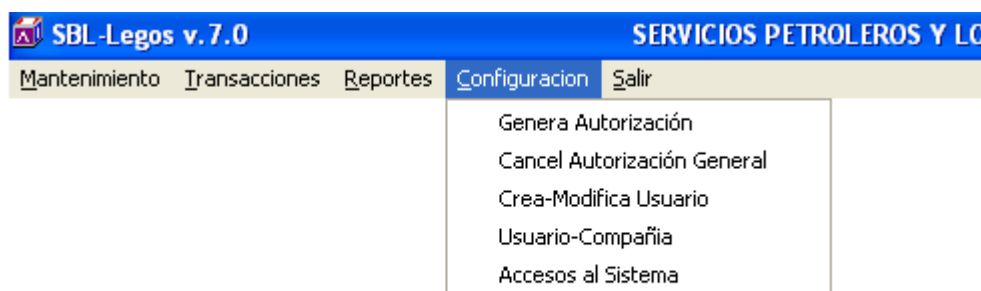 SBL-Legos v.7.0 SERVICIOS PETROLEROS Y LO
Mantenimiento Transacciones Reportes Configuracion Salir
Genera Autorización
Cancel Autorización General
Crea-Modifica Usuario
Usuario-Compañia
Accesos al Sistema